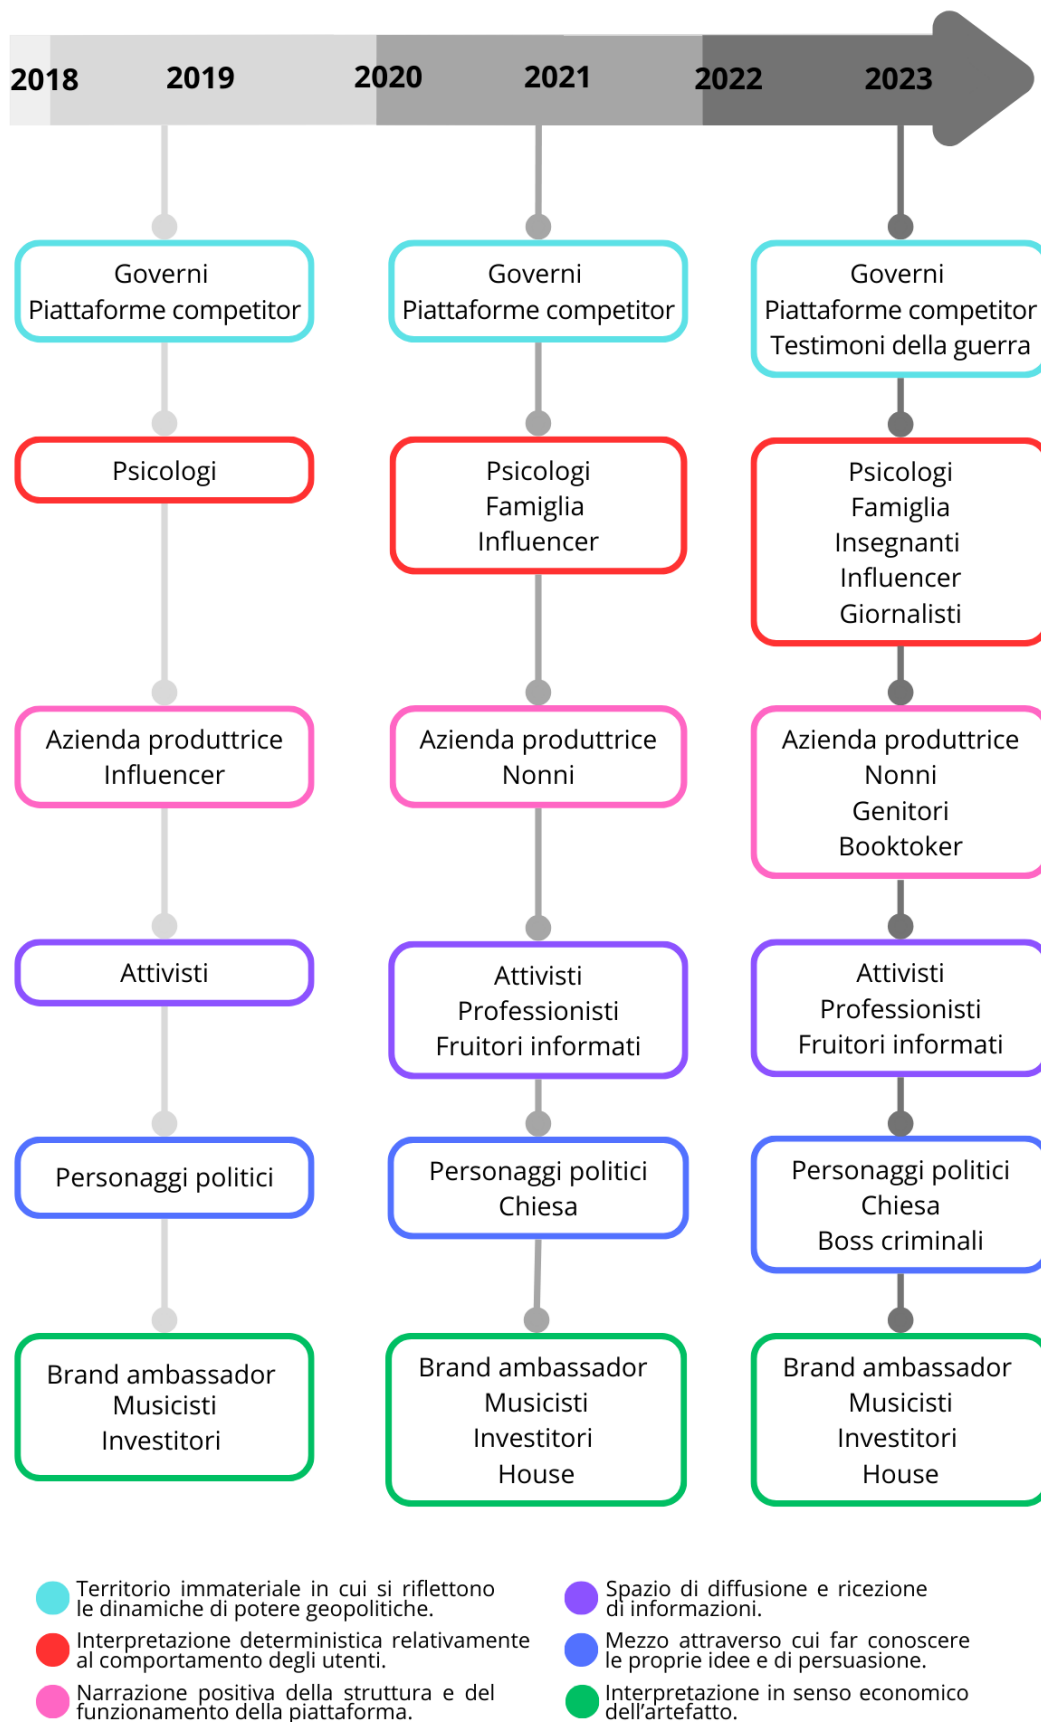 2018 2019 2020 2021 2022 2023
Governi
Piattaforme competitor
Governi
Piattaforme competitor
Governi
Piattaforme competitor
Testimoni della guerra
Psicologi
Psicologi
Famiglia
Influencer
Psicologi
Famiglia
Insegnanti
Influencer
Giornalisti
Azienda produttrice
Influencer
Azienda produttrice
Nonni
Azienda produttrice
Nonni
Genitori
Booktoker
Attivisti
Attivisti
Professionisti
Fruitori informati
Attivisti
Professionisti
Fruitori informati
Personaggi politici
Personaggi politici
Chiesa
Personaggi politici
Chiesa
Boss criminali
Brand ambassador
Musicisti
Investitori
Brand ambassador
Musicisti
Investitori
House
Brand ambassador
Musicisti
Investitori
House
Territorio immateriale in cui si riflettono
le dinamiche di potere geopolitiche.
Interpretazione deterministica relativamente
al comportamento degli utenti.
Narrazione positiva della struttura e del
funzionamento della piattaforma.
Spazio di diffusione e ricezione
di informazioni.
Mezzo attraverso cui far conoscere
le proprie idee e di persuasione.
Interpretazione in senso economico
dell'artefatto.